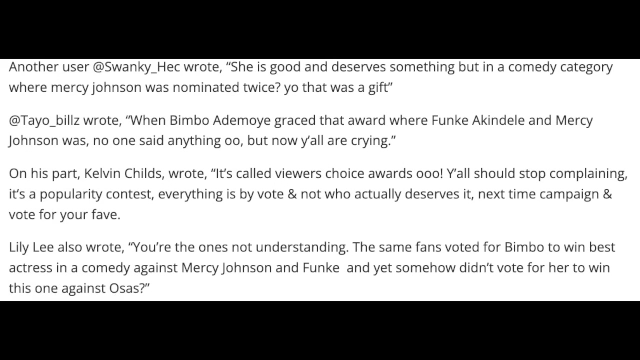 Another user @Swanky_Hec wrote, “She is good and deserves something but in a comedy category
where mercy johnson was nominated twice? yo that was a gift”
@Tayo_billz wrote, “When Bimbo Ademoye graced that award where Funke Akindele and Mercy
Johnson was, no one said anything oo, but now y’all are crying.”
On his part, Kelvin Childs, wrote, “It’s called viewers choice awards ooo! Y’all should stop complaining,
it’s a popularity contest, everything is by vote & not who actually deserves it, next time campaign &
vote for your fave.
Lily Lee also wrote, “You’re the ones not understanding. The same fans voted for Bimbo to win best
actress in a comedy against Mercy Johnson and Funke  and yet somehow didn’t vote for her to win
this one against Osas?”